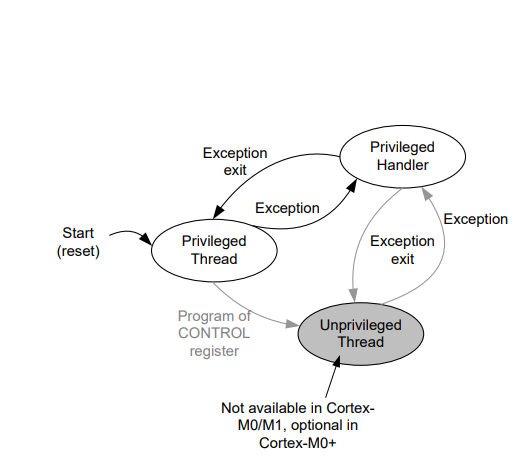 Privileged
Handler
Exception
exit
Exception
Exception
Start
(reset)
Privileged
Thread
Exception
exit
Program of
CONTROL
register
Unprivileged
Thread
Not available in Cortex-
M0/M1, optional in
Cortex-M0+